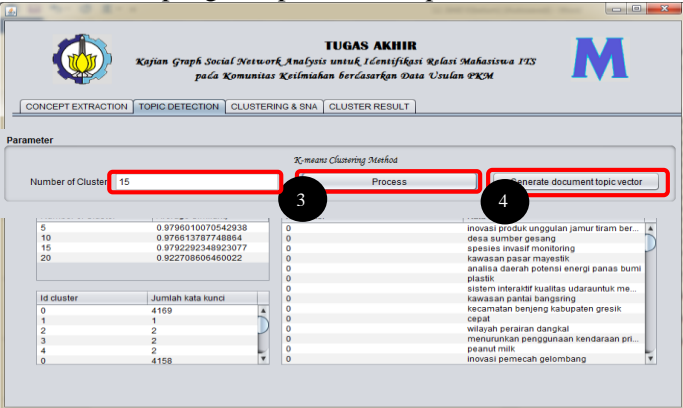 TUGAS AKHIR
Kajian Graph Social Network Analysis untuk Identifikasi Relasi Mahasiswa ITS
pada Komunitas Keilmiahan berdasarkan Data Usulan PKM
M
CONCEPT EXTRACTION TOPIC DETECTION CLUSTERING & SNA CLUSTER RESULT
Parameter
K-means Clustering Method
Number of Cluster 15 Process Generate document topic vector
3 4
5 0.9796010070542938
10 0.976613787748864
15 0.9792292348923077
20 0.922708606460022
Id cluster Jumlah kata kunci
0 4169
1 1
2 2
3 2
4 2
0 4158
0 inovasi produk unggulan jamur tiram ber...
0 desa sumber gesang
0 spesies invasif monitoring
0 kawasan pasar mayestik
0 analisa daerah potensi energi panas bumi
0 plastik
0 sistem interaktif kualitas udarauntuk me...
0 kawasan pantai bangsring
0 kecamatan benjeng kabupaten gresik
0 cepat
0 wilayah perairan dangkal
0 menurunkan penggunaan kendaraan pri...
0 peanut milk
0 inovasi pemecah gelombang